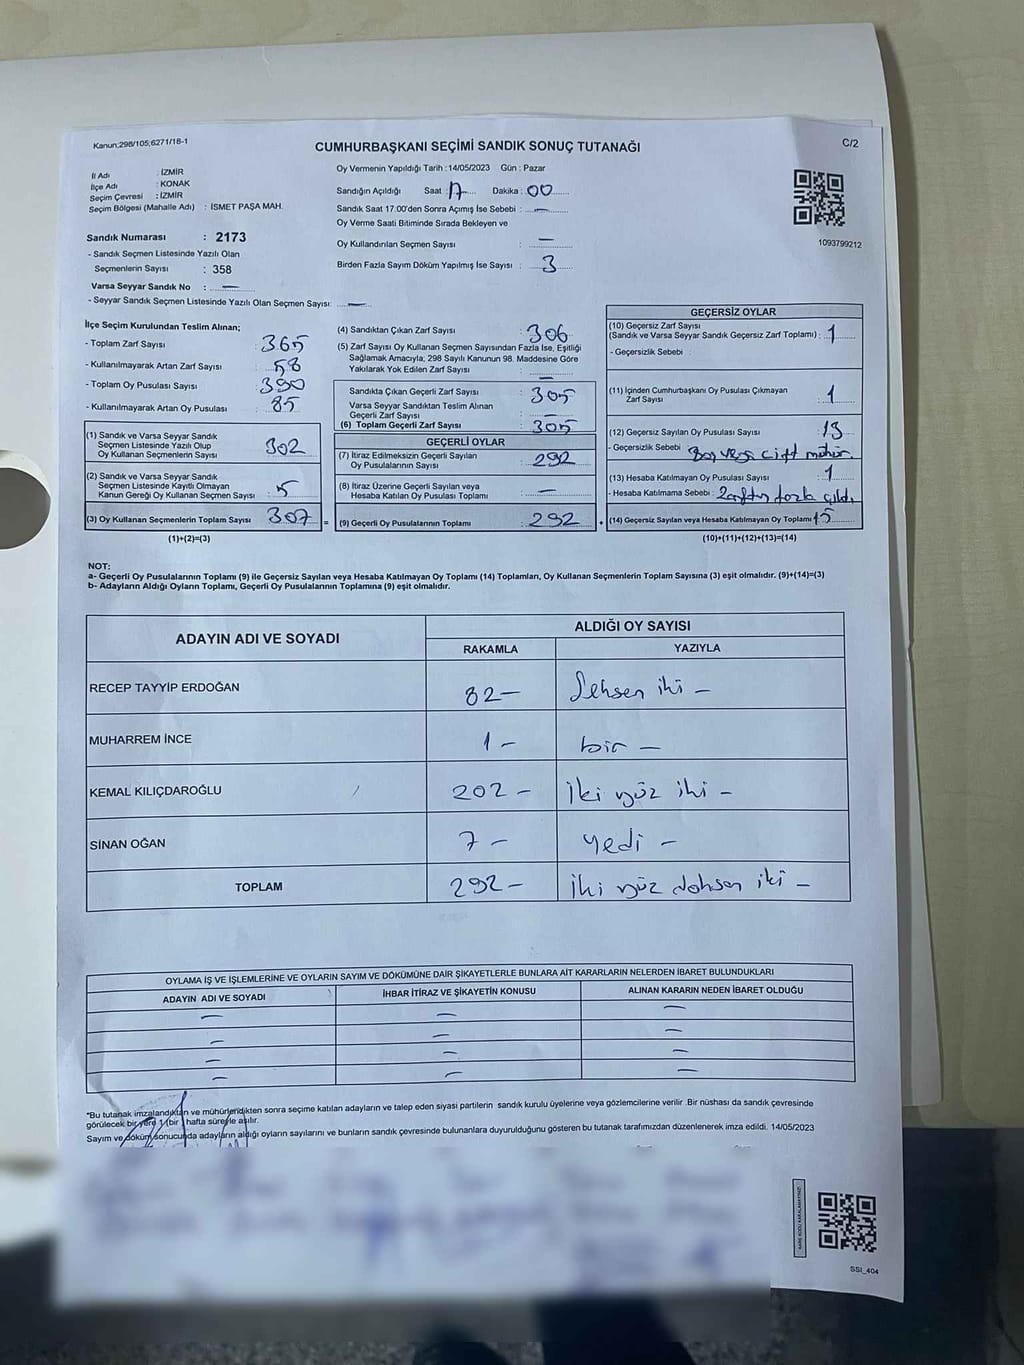 Kanun;298/105;6271/18-1
CUMHURBAŞKANI SEÇİMİ SANDIK SONUÇ TUTANAĞI
C/2
İl Adı : İZMİR
İlçe Adı : KONAK
Seçim Çevresi : İZMİR
Seçim Bölgesi (Mahalle Adı) : İSMET PAŞA MAH.
Sandık Numarası : 2173
- Sandık Seçmen Listesinde Yazılı Olan
Seçmenlerin Sayısı : 358
Varsa Seyyar Sandık No : —
- Seyyar Sandık Seçmen Listesinde Yazılı Olan Seçmen Sayısı: —
Oy Vermenin Yapıldığı Tarih : 14/05/2023 Gün : Pazar
Sandığın Açıldığı Saat : 17 Dakika : 00
Sandık Saat 17.00'den Sonra Açımış İse Sebebi : —
Oy Verme Saati Bitiminde Sırada Bekleyen ve
Oy Kullandırılan Seçmen Sayısı : —
Birden Fazla Sayım Döküm Yapılmış İse Sayısı : 3
1093799212
İlçe Seçim Kurulundan Teslim Alınan;
- Toplam Zarf Sayısı : 365
- Kullanılmayarak Artan Zarf Sayısı : 58
- Toplam Oy Pusulası Sayısı : 390
- Kullanılmayarak Artan Oy Pusulası : 85
(1) Sandık ve Varsa Seyyar Sandık
Seçmen Listesinde Yazılı Olup
Oy Kullanan Seçmenlerin Sayısı : 302
(2) Sandık ve Varsa Seyyar Sandık
Seçmen Listesinde Kayıtlı Olmayan
Kanun Gereği Oy Kullanan Seçmen Sayısı : 5
(3) Oy Kullanan Seçmenlerin Toplam Sayısı : 307
(1)+(2)=(3)
(4) Sandıktan Çıkan Zarf Sayısı : 306
(5) Zarf Sayısı Oy Kullanan Seçmen Sayısından Fazla İse, Eşitliği
Sağlamak Amacıyla; 298 Sayılı Kanunun 98. Maddesine Göre
Yakılarak Yok Edilen Zarf Sayısı : —
Sandıkta Çıkan Geçerli Zarf Sayısı : 305
Varsa Seyyar Sandıktan Teslim Alınan
Geçerli Zarf Sayısı : —
(6) Toplam Geçerli Zarf Sayısı : 305
GEÇERLİ OYLAR
(7) İtiraz Edilmeksizin Geçerli Sayılan
Oy Pusulalarının Sayısı : 292
(8) İtiraz Üzerine Geçerli Sayılan veya
Hesaba Katılan Oy Pusulası Toplamı : —
= (9) Geçerli Oy Pusulalarının Toplamı : 292
GEÇERSİZ OYLAR
(10) Geçersiz Zarf Sayısı
(Sandık ve Varsa Seyyar Sandık Geçersiz Zarf Toplamı) : 1
- Geçersizlik Sebebi :
(11) İçinden Cumhurbaşkanı Oy Pusulası Çıkmayan
Zarf Sayısı : 1
(12) Geçersiz Sayılan Oy Pusulası Sayısı : 13
- Geçersizlik Sebebi : Boş veya çift mühür.
(13) Hesaba Katılmayan Oy Pusulası Sayısı : 1
- Hesaba Katılmama Sebebi : Zarftan fazla çıktı.
+ (14) Geçersiz Sayılan veya Hesaba Katılmayan Oy Toplamı : 15
(10)+(11)+(12)+(13)=(14)
NOT:
a- Geçerli Oy Pusulalarının Toplamı (9) ile Geçersiz Sayılan veya Hesaba Katılmayan Oy Toplamı (14) Toplamları, Oy Kullanan Seçmenlerin Toplam Sayısına (3) eşit olmalıdır. (9)+(14)=(3)
b- Adayların Aldığı Oyların Toplamı, Geçerli Oy Pusulalarının Toplamına (9) eşit olmalıdır.
ADAYIN ADI VE SOYADI
ALDIĞI OY SAYISI
RAKAMLA YAZIYLA
RECEP TAYYİP ERDOĞAN 82— Sehsen iki —
MUHARREM İNCE 1 — bir —
KEMAL KILIÇDAROĞLU 202 — iki yüz iki —
SİNAN OĞAN 7 — yedi —
TOPLAM 292— iki yüz dohsan iki —
OYLAMA İŞ VE İŞLEMLERİNE VE OYLARIN SAYIM VE DÖKÜMÜNE DAİR ŞİKAYETLERLE BUNLARA AİT KARARLARIN NELERDEN İBARET BULUNDUKLARI
ADAYIN ADI VE SOYADI İHBAR İTİRAZ VE ŞİKAYETİN KONUSU ALINAN KARARIN NEDEN İBARET OLDUĞU
— — —
— — —
— — —
— — —
*Bu tutanak imzalandıktan ve mühürlendikten sonra seçime katılan adayların ve talep eden siyasi partilerin sandık kurulu üyelerine veya gözlemcilerine verilir. Bir nüshası da sandık çevresinde
görülecek bir yere 1 (bir) hafta süreyle asılır.
Sayım ve döküm sonucunda adayların aldığı oyların sayılarını ve bunların sandık çevresinde bulunanlara duyurulduğunu gösteren bu tutanak tarafımızdan düzenlenerek imza edildi. 14/05/2023
KARE KODU KARALAMAYINIZ!
SSI_404